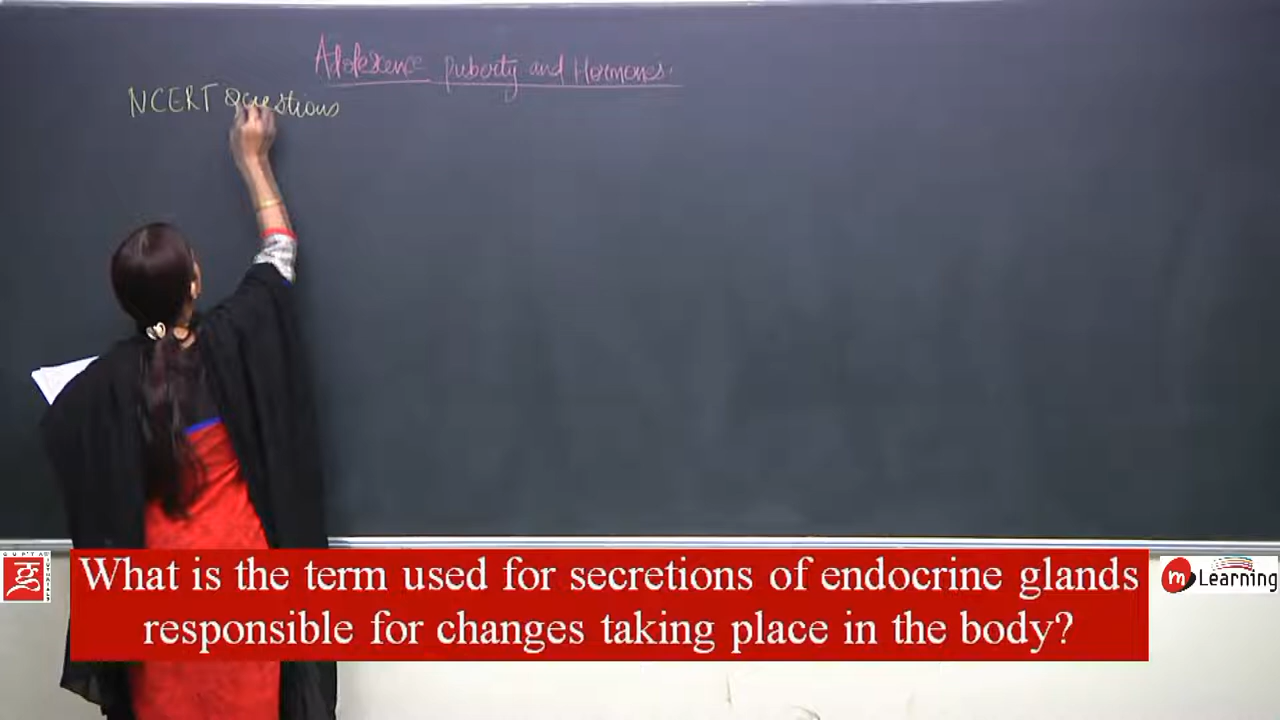 Adolescence puberty and Hormones.
NCERT Questions
What is the term used for secretions of endocrine glands
responsible for changes taking place in the body?
m Learning